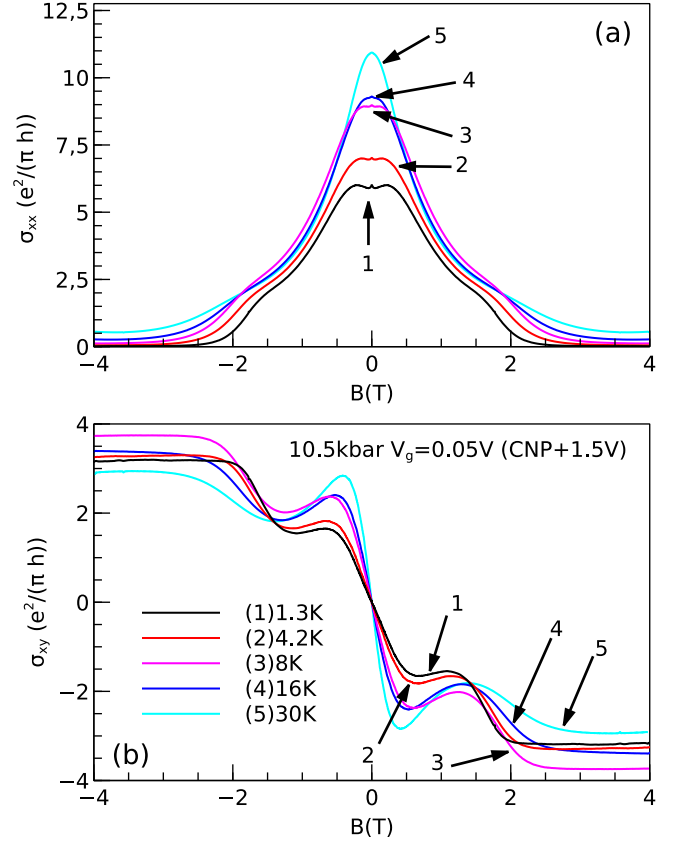 12,5
10
7,5
5
2,5
0
σxx (e²/(π h))
(a)
5
4
3
2
1
−4 −2 0 2 4
B(T)
4
2
0
−2
−4
σxy (e²/(π h))
10.5kbar Vg=0.05V (CNP+1.5V)
(1)1.3K
(2)4.2K
(3)8K
(4)16K
(5)30K
1
4
5
2
3
(b)
−4 −2 0 2 4
B(T)